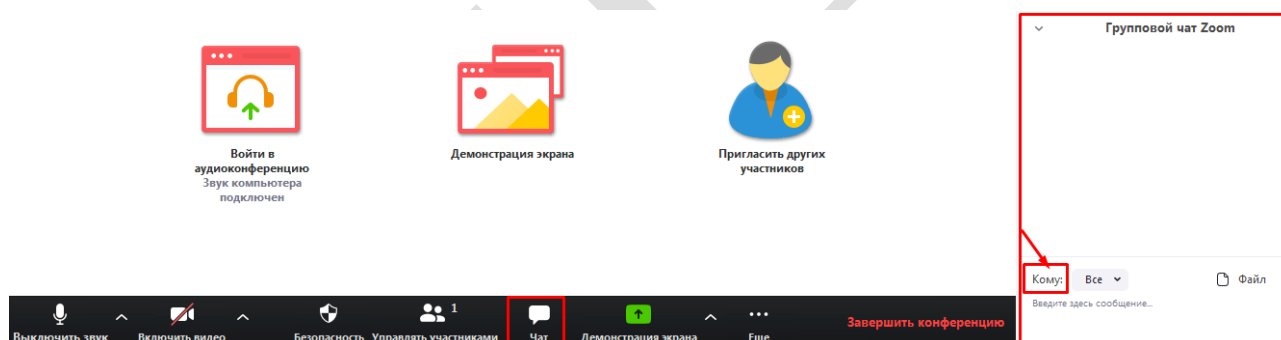 Групповой чат Zoom
Войти в
аудиоконференцию
Звук компьютера
подключен
Демонстрация экрана
Пригласить других
участников
Кому: Все Файл
Введите здесь сообщение...
1
Выключить звук Включить видео Безопасность Управлять участниками Чат Демонстрация экрана Еще
Завершить конференцию